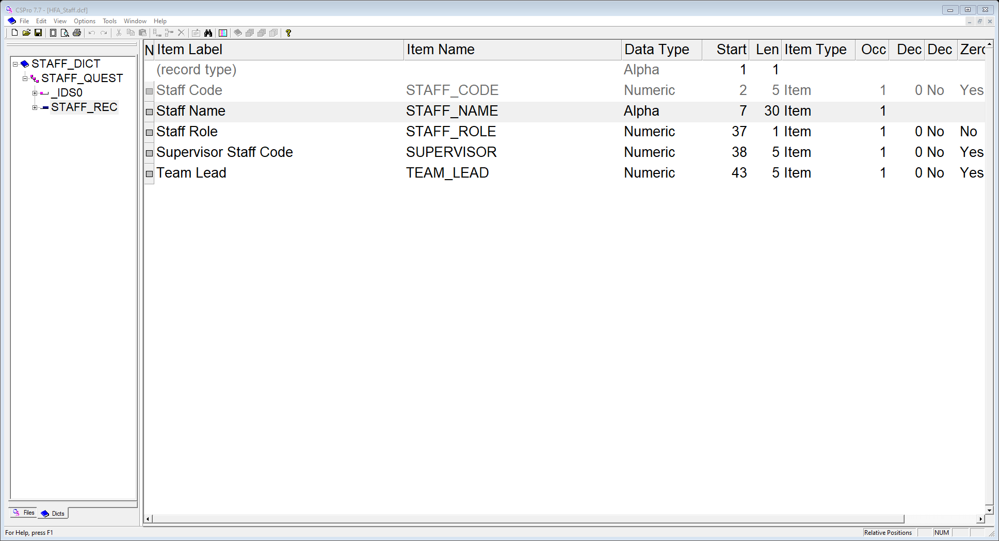 CSPro 7.7 - [HFA_Staff.dcf]
File Edit View Options Tools Window Help
STAFF_DICT
STAFF_QUEST
_IDS0
STAFF_REC
Files Dicts
N Item Label Item Name Data Type Start Len Item Type Occ Dec Dec Zero
(record type) Alpha 1 1
Staff Code STAFF_CODE Numeric 2 5 Item 1 0 No Yes
Staff Name STAFF_NAME Alpha 7 30 Item 1
Staff Role STAFF_ROLE Numeric 37 1 Item 1 0 No No
Supervisor Staff Code SUPERVISOR Numeric 38 5 Item 1 0 No Yes
Team Lead TEAM_LEAD Numeric 43 5 Item 1 0 No Yes
For Help, press F1
Relative Positions NUM